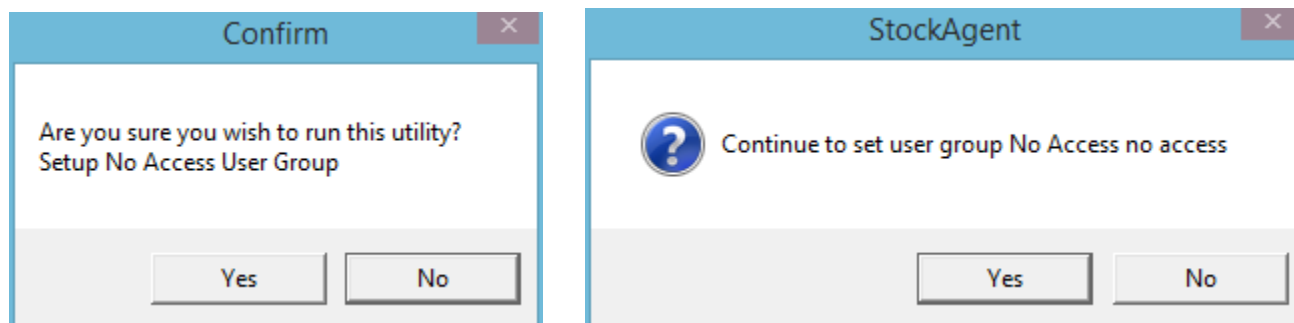 Confirm
Are you sure you wish to run this utility?
Setup No Access User Group
Yes
No
StockAgent
Continue to set user group No Access no access
Yes
No